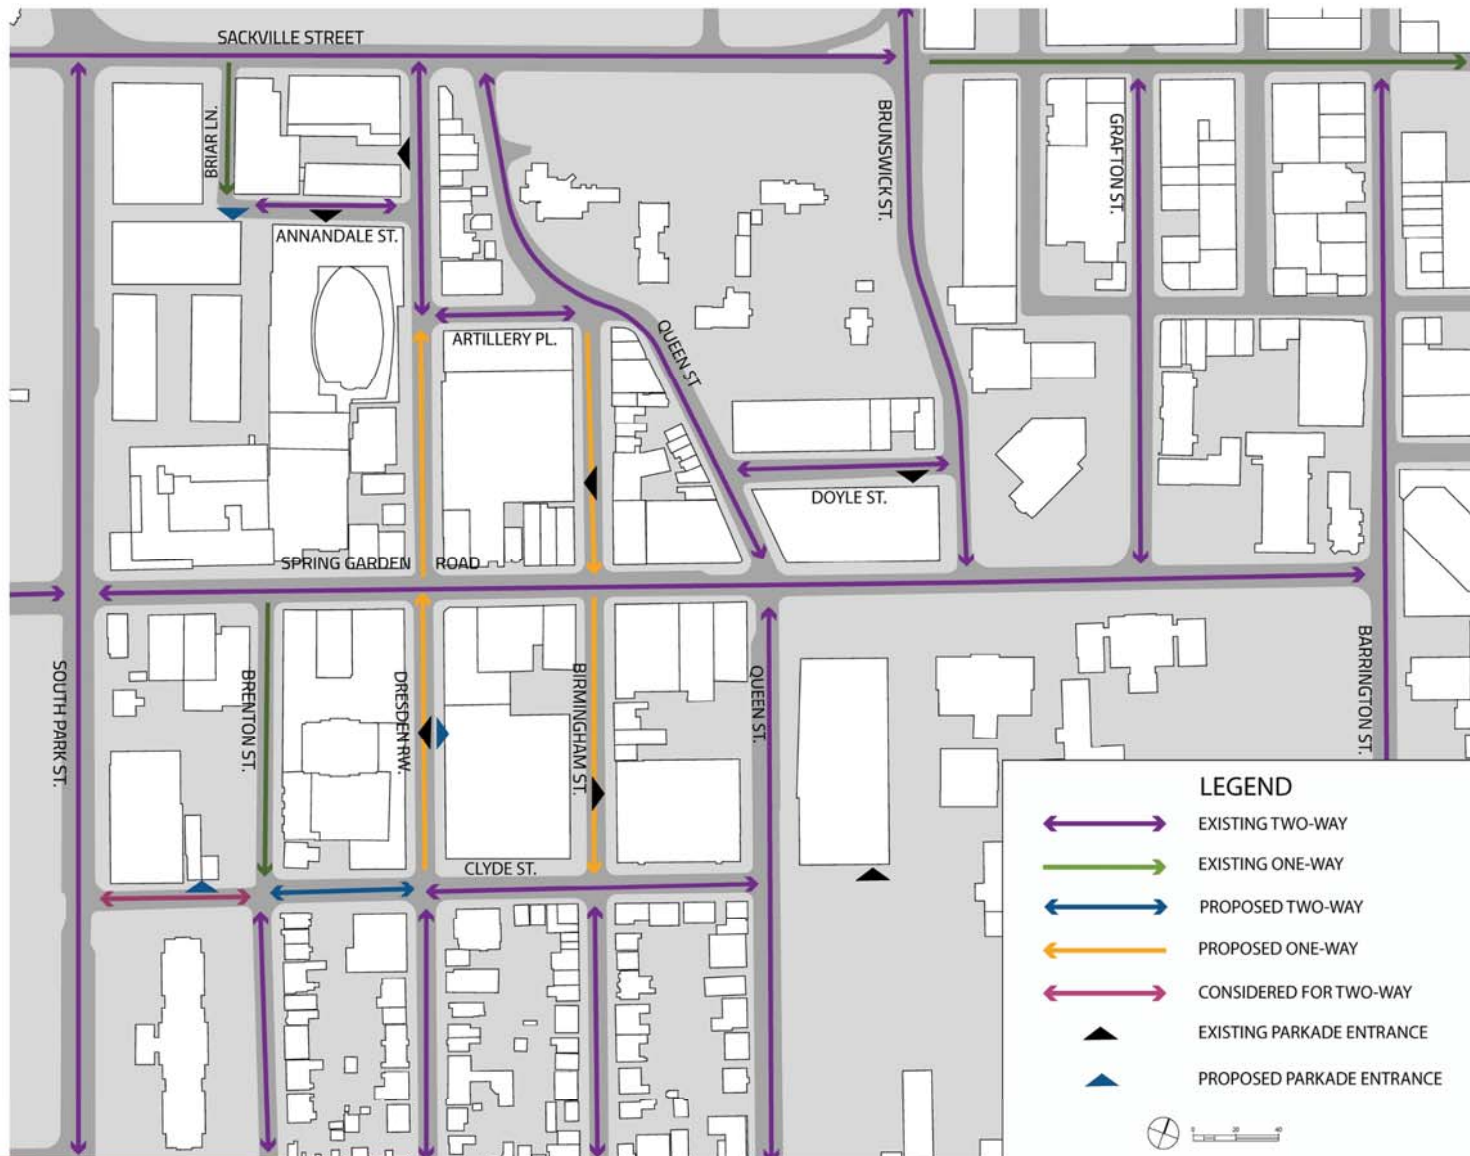 SACKVILLE STREET
BRIAR LN.
BRUNSWICK ST.
GRAFTON ST.
ANNANDALE ST.
ARTILLERY PL.
QUEEN ST
DOYLE ST.
SPRING GARDEN ROAD
SOUTH PARK ST.
BRENTON ST.
DRESDEN RW.
BIRMINGHAM ST.
QUEEN ST.
BARRINGTON ST.
CLYDE ST.
LEGEND
EXISTING TWO-WAY
EXISTING ONE-WAY
PROPOSED TWO-WAY
PROPOSED ONE-WAY
CONSIDERED FOR TWO-WAY
EXISTING PARKADE ENTRANCE
PROPOSED PARKADE ENTRANCE
0 20 40